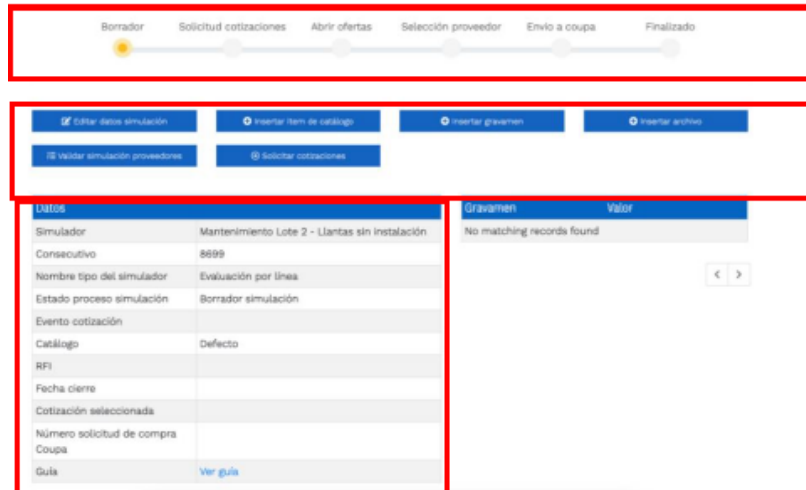 Borrador Solicitud cotizaciones Abrir ofertas Selección proveedor Envío a coupa Finalizado
Editar datos simulación Insertar ítem de catálogo Insertar gravamen Insertar archivo
Validar simulación proveedores Solicitar cotizaciones
Datos
Simulador Mantenimiento Lote 2 - Llantas sin instalación
Consecutivo 8699
Nombre tipo del simulador Evaluación por línea
Estado proceso simulación Borrador simulación
Evento cotización
Catálogo Defecto
RFI
Fecha cierre
Cotización seleccionada
Número solicitud de compra
Coupa
Guía Ver guía
Gravamen Valor
No matching records found
< >